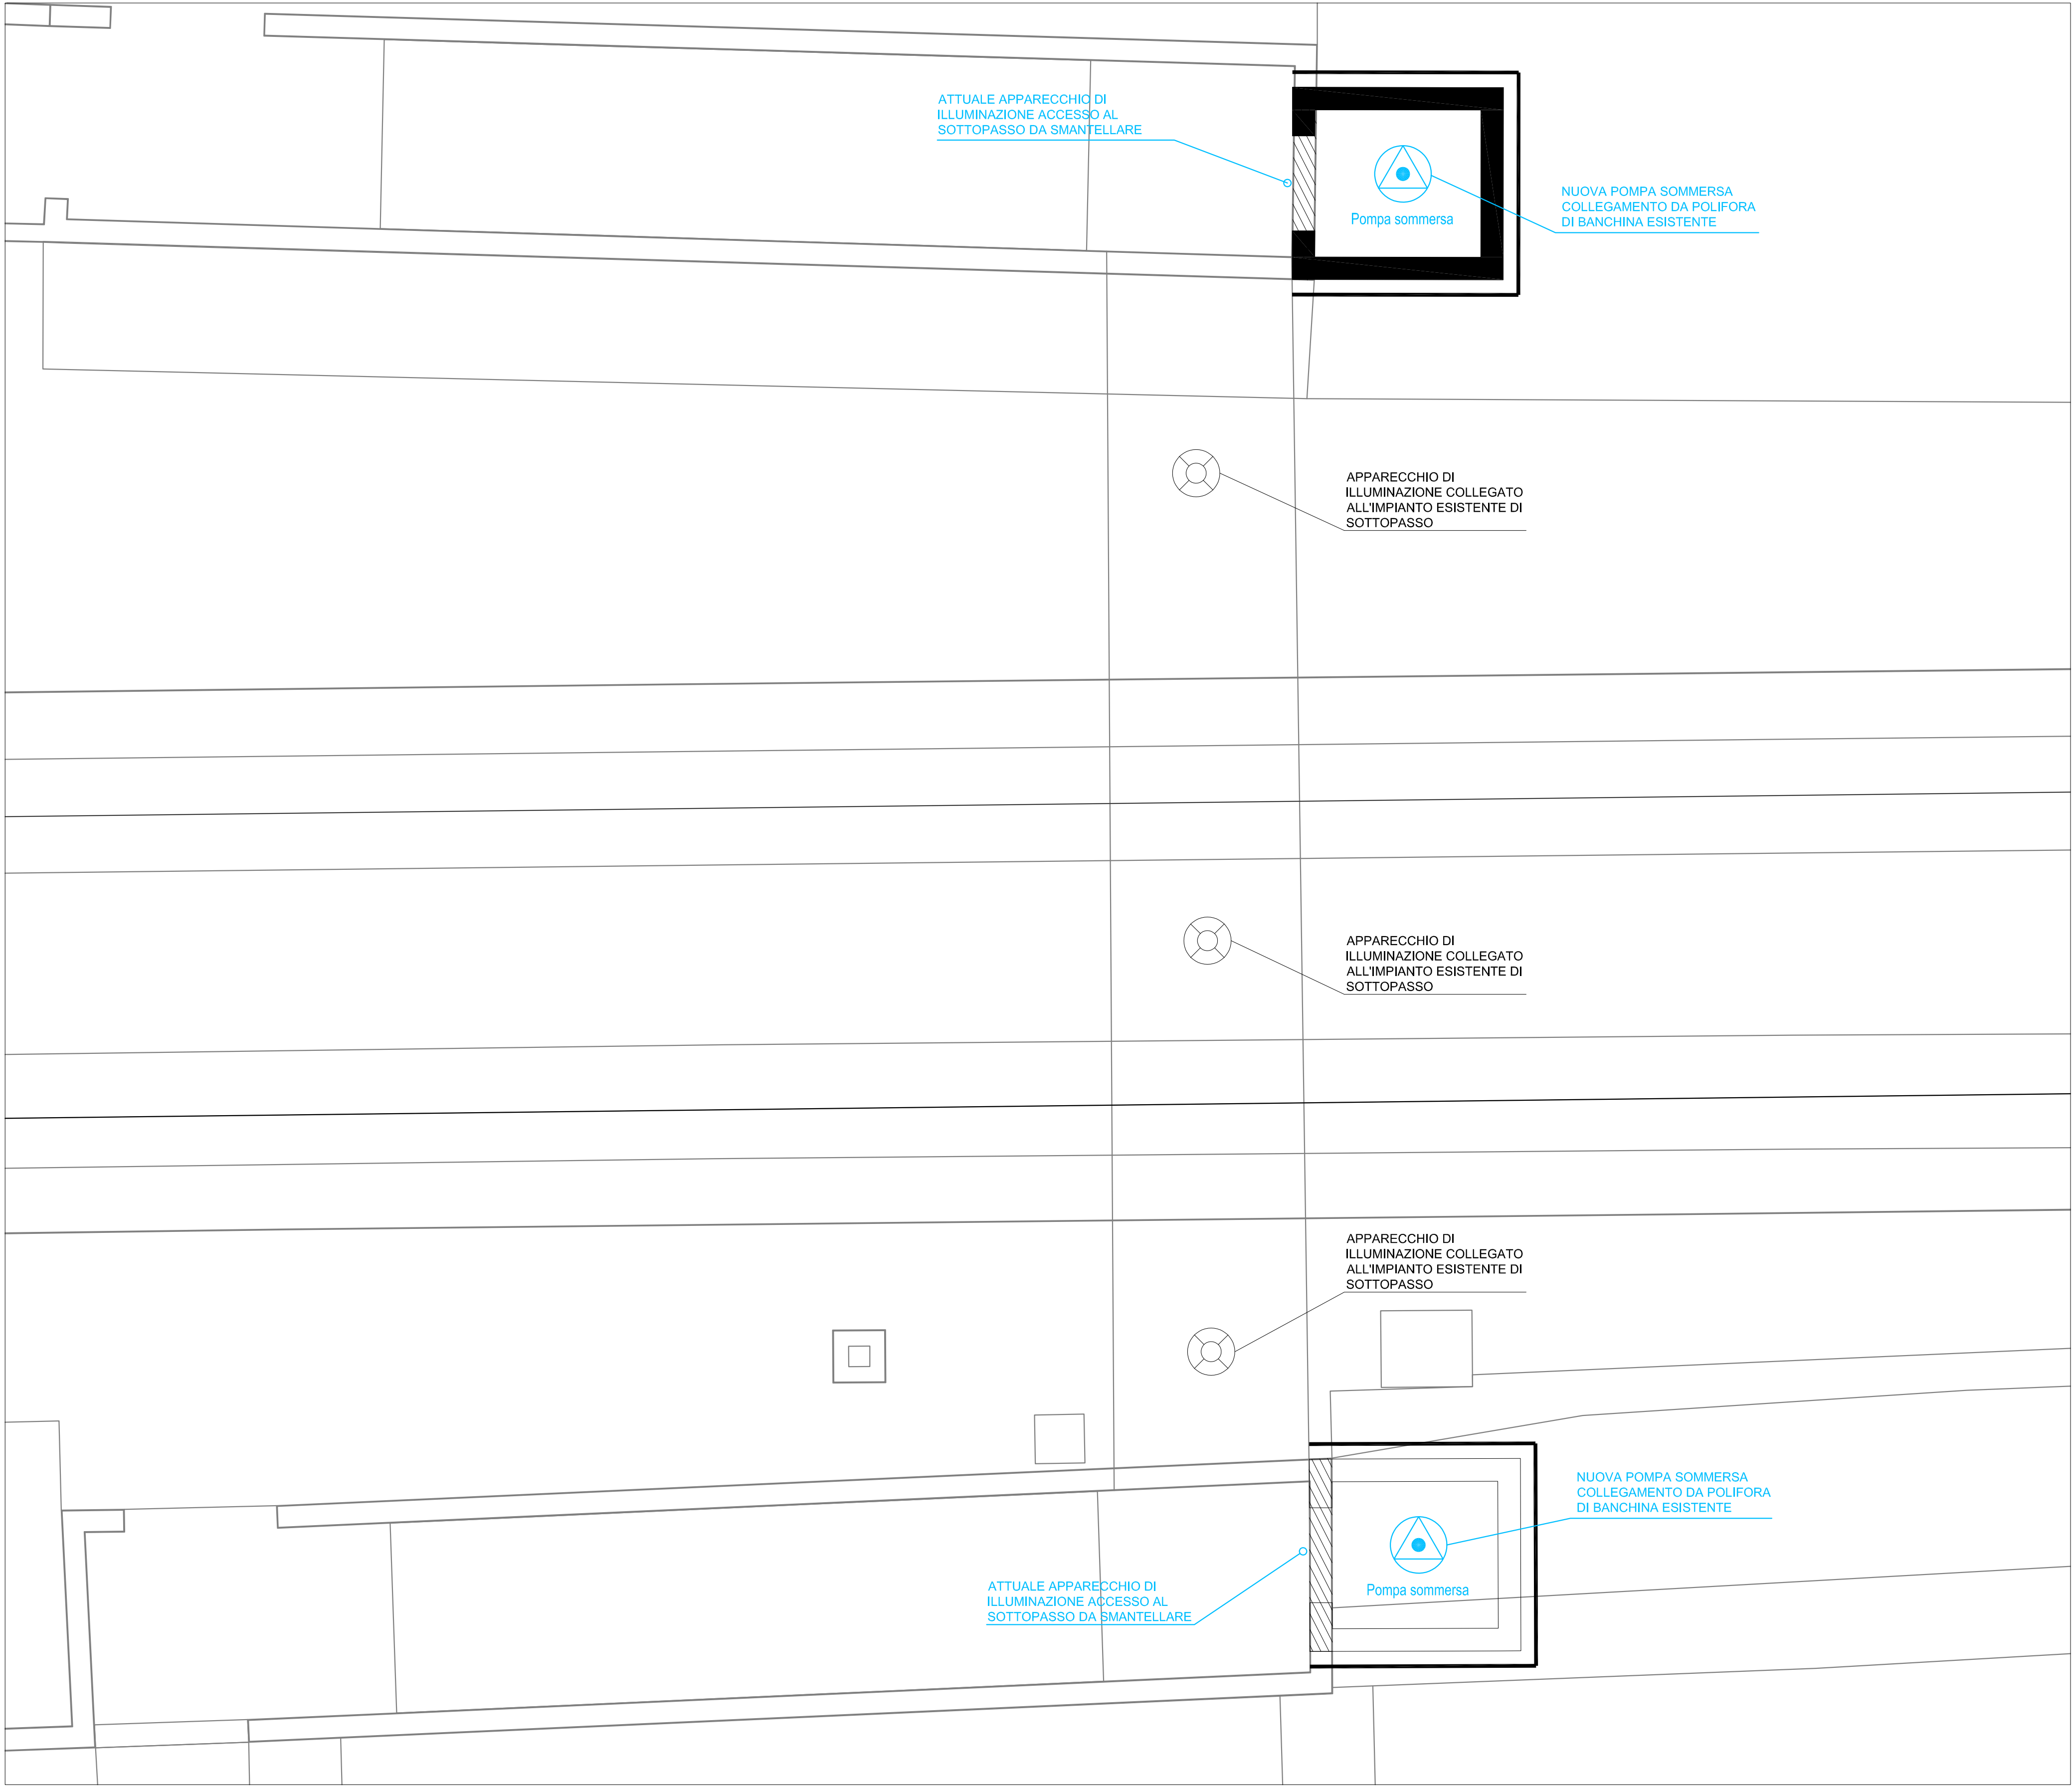 ATTUALE APPARECCHIO DI
ILLUMINAZIONE ACCESSO AL
SOTTOPASSO DA SMANTELLARE
Pompa sommersa
NUOVA POMPA SOMMERSA
COLLEGAMENTO DA POLIFORA
DI BANCHINA ESISTENTE
APPARECCHIO DI
ILLUMINAZIONE COLLEGATO
ALL'IMPIANTO ESISTENTE DI
SOTTOPASSO
APPARECCHIO DI
ILLUMINAZIONE COLLEGATO
ALL'IMPIANTO ESISTENTE DI
SOTTOPASSO
APPARECCHIO DI
ILLUMINAZIONE COLLEGATO
ALL'IMPIANTO ESISTENTE DI
SOTTOPASSO
NUOVA POMPA SOMMERSA
COLLEGAMENTO DA POLIFORA
DI BANCHINA ESISTENTE
Pompa sommersa
ATTUALE APPARECCHIO DI
ILLUMINAZIONE ACCESSO AL
SOTTOPASSO DA SMANTELLARE